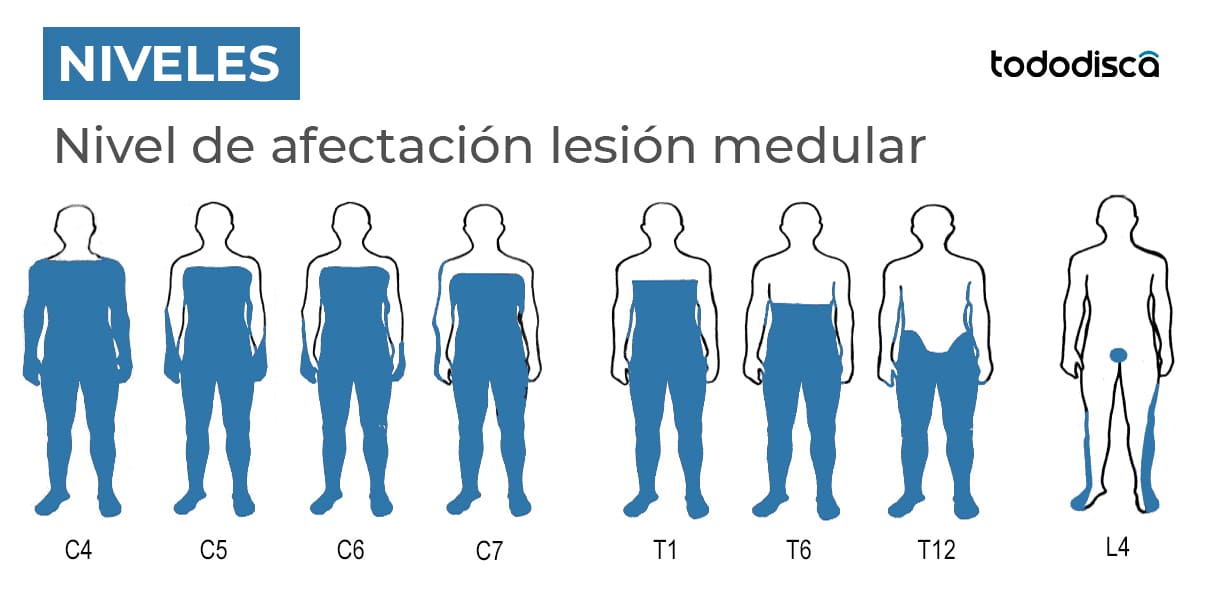 NIVELES
tododisca
Nivel de afectación lesión medular
C4 C5 C6 C7 T1 T6 T12 L4